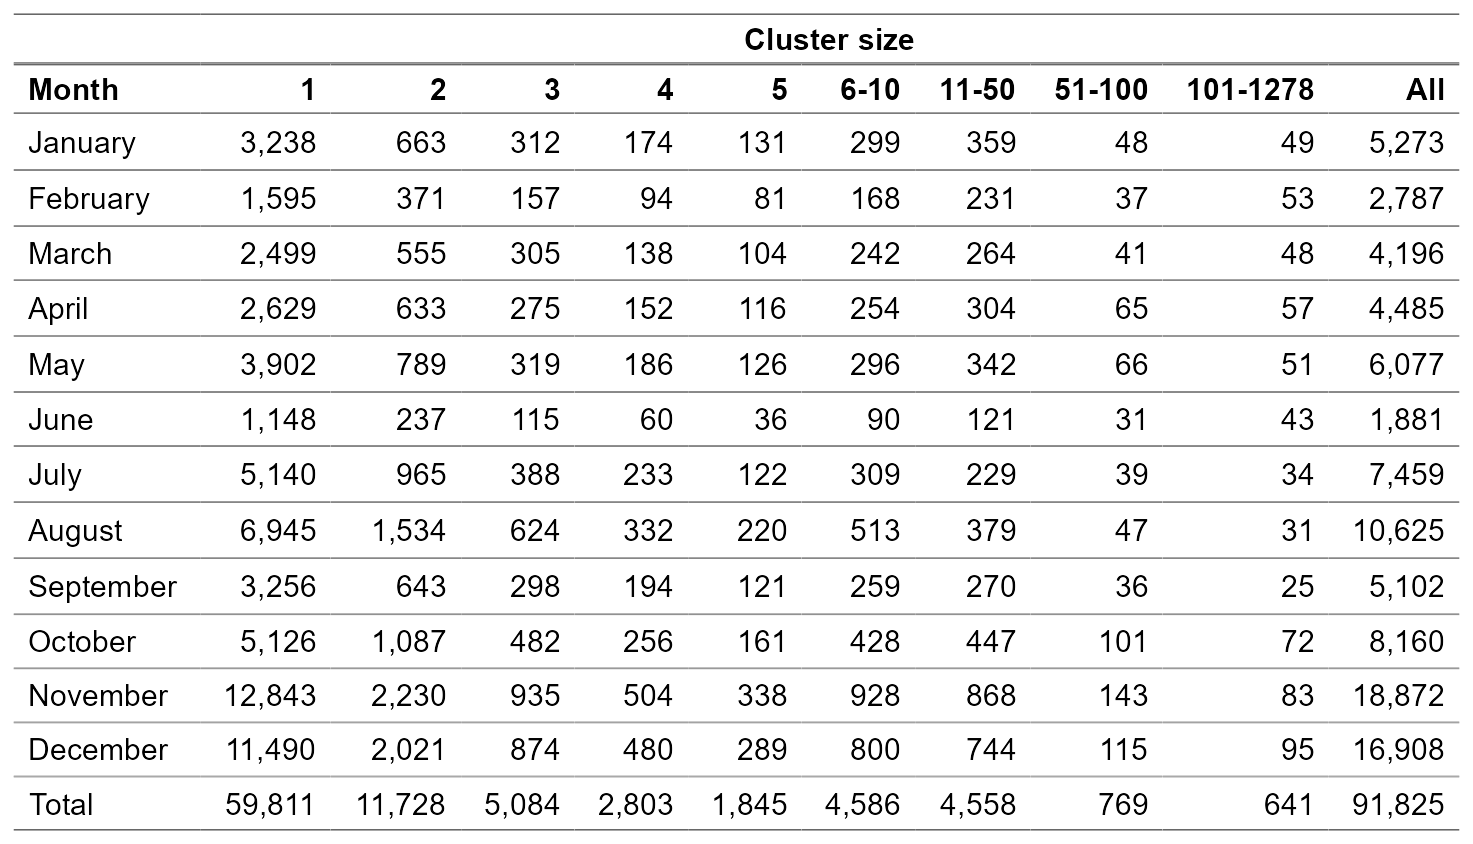 Cluster size
Month 1 2 3 4 5 6-10 11-50 51-100 101-1278 All
January 3,238 663 312 174 131 299 359 48 49 5,273
February 1,595 371 157 94 81 168 231 37 53 2,787
March 2,499 555 305 138 104 242 264 41 48 4,196
April 2,629 633 275 152 116 254 304 65 57 4,485
May 3,902 789 319 186 126 296 342 66 51 6,077
June 1,148 237 115 60 36 90 121 31 43 1,881
July 5,140 965 388 233 122 309 229 39 34 7,459
August 6,945 1,534 624 332 220 513 379 47 31 10,625
September 3,256 643 298 194 121 259 270 36 25 5,102
October 5,126 1,087 482 256 161 428 447 101 72 8,160
November 12,843 2,230 935 504 338 928 868 143 83 18,872
December 11,490 2,021 874 480 289 800 744 115 95 16,908
Total 59,811 11,728 5,084 2,803 1,845 4,586 4,558 769 641 91,825